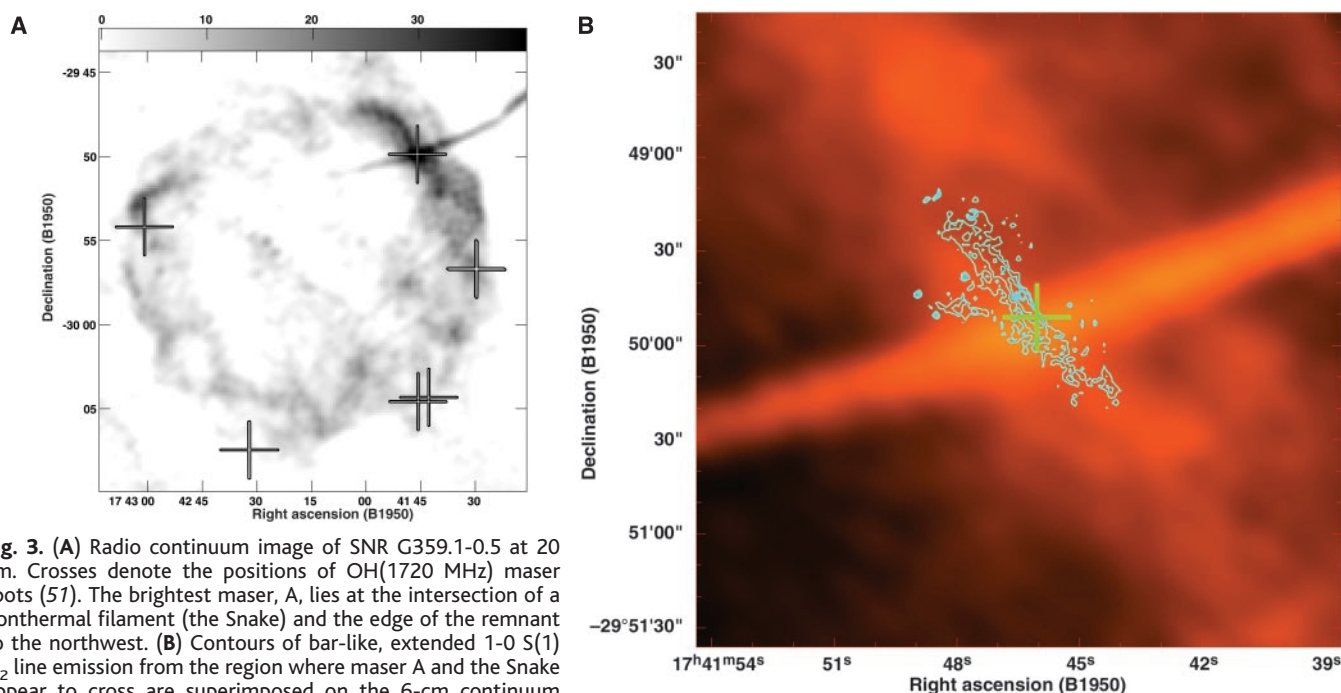 A
0 10 20 30
-29 45
50
55
-30 00
05
Declination (B1950)
17 43 00 42 45 30 15 00 41 45 30
Right ascension (B1950)
B
30"
49'00"
30"
50'00"
30"
51'00"
–29°51'30"
Declination (B1950)
17h41m54s 51s 48s 45s 42s 39s
Right ascension (B1950)
g. 3. (A) Radio continuum image of SNR G359.1-0.5 at 20
m. Crosses denote the positions of OH(1720 MHz) maser
ots (51). The brightest maser, A, lies at the intersection of a
onthermal filament (the Snake) and the edge of the remnant
o the northwest. (B) Contours of bar-like, extended 1-0 S(1)
2 line emission from the region where maser A and the Snake
ppear to cross are superimposed on the 6-cm continuum